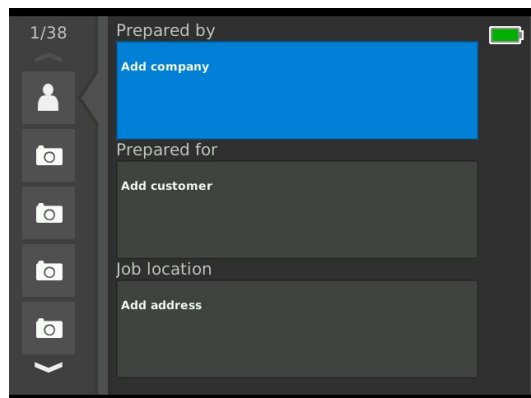 1/38
Prepared by
Add company
Prepared for
Add customer
Job location
Add address